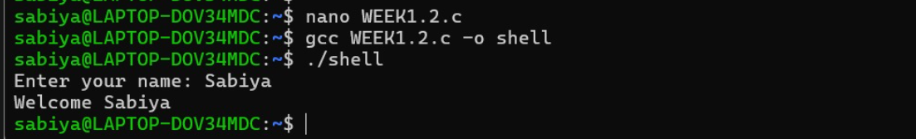 sabiya@LAPTOP-DOV34MDC:~$ nano WEEK1.2.c
sabiya@LAPTOP-DOV34MDC:~$ gcc WEEK1.2.c -o shell
sabiya@LAPTOP-DOV34MDC:~$ ./shell
Enter your name: Sabiya
Welcome Sabiya
sabiya@LAPTOP-DOV34MDC:~$